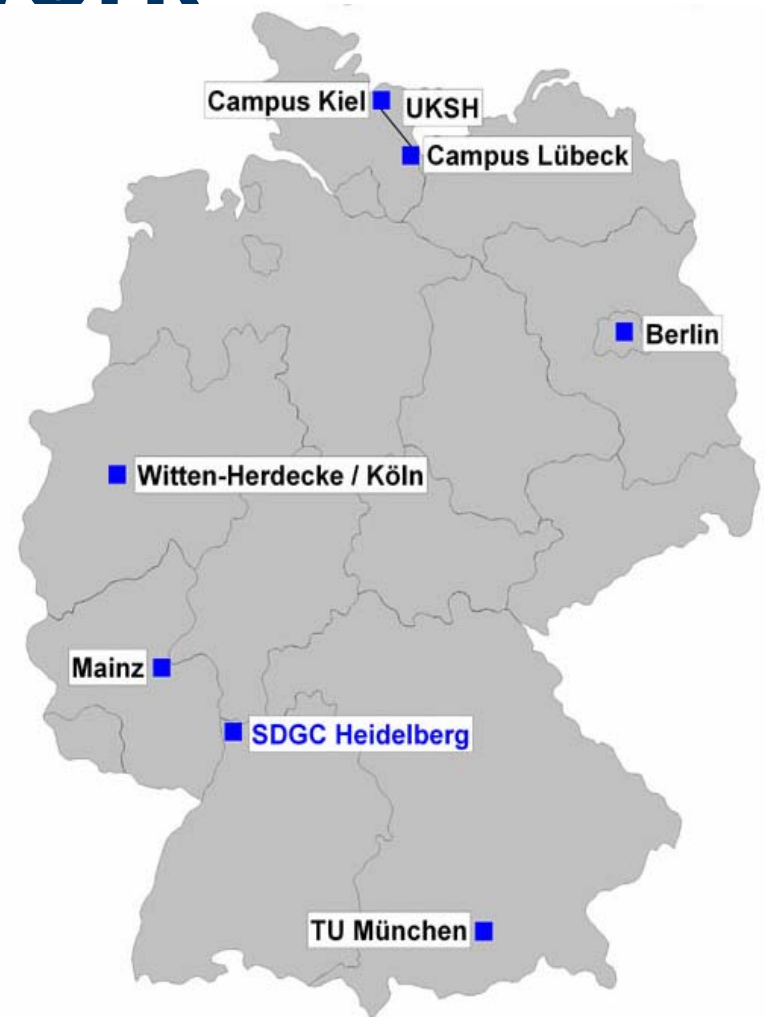 Campus Kiel
UKSH
Campus Lübeck
Berlin
Witten-Herdecke / Köln
Mainz
SDGC Heidelberg
TU München